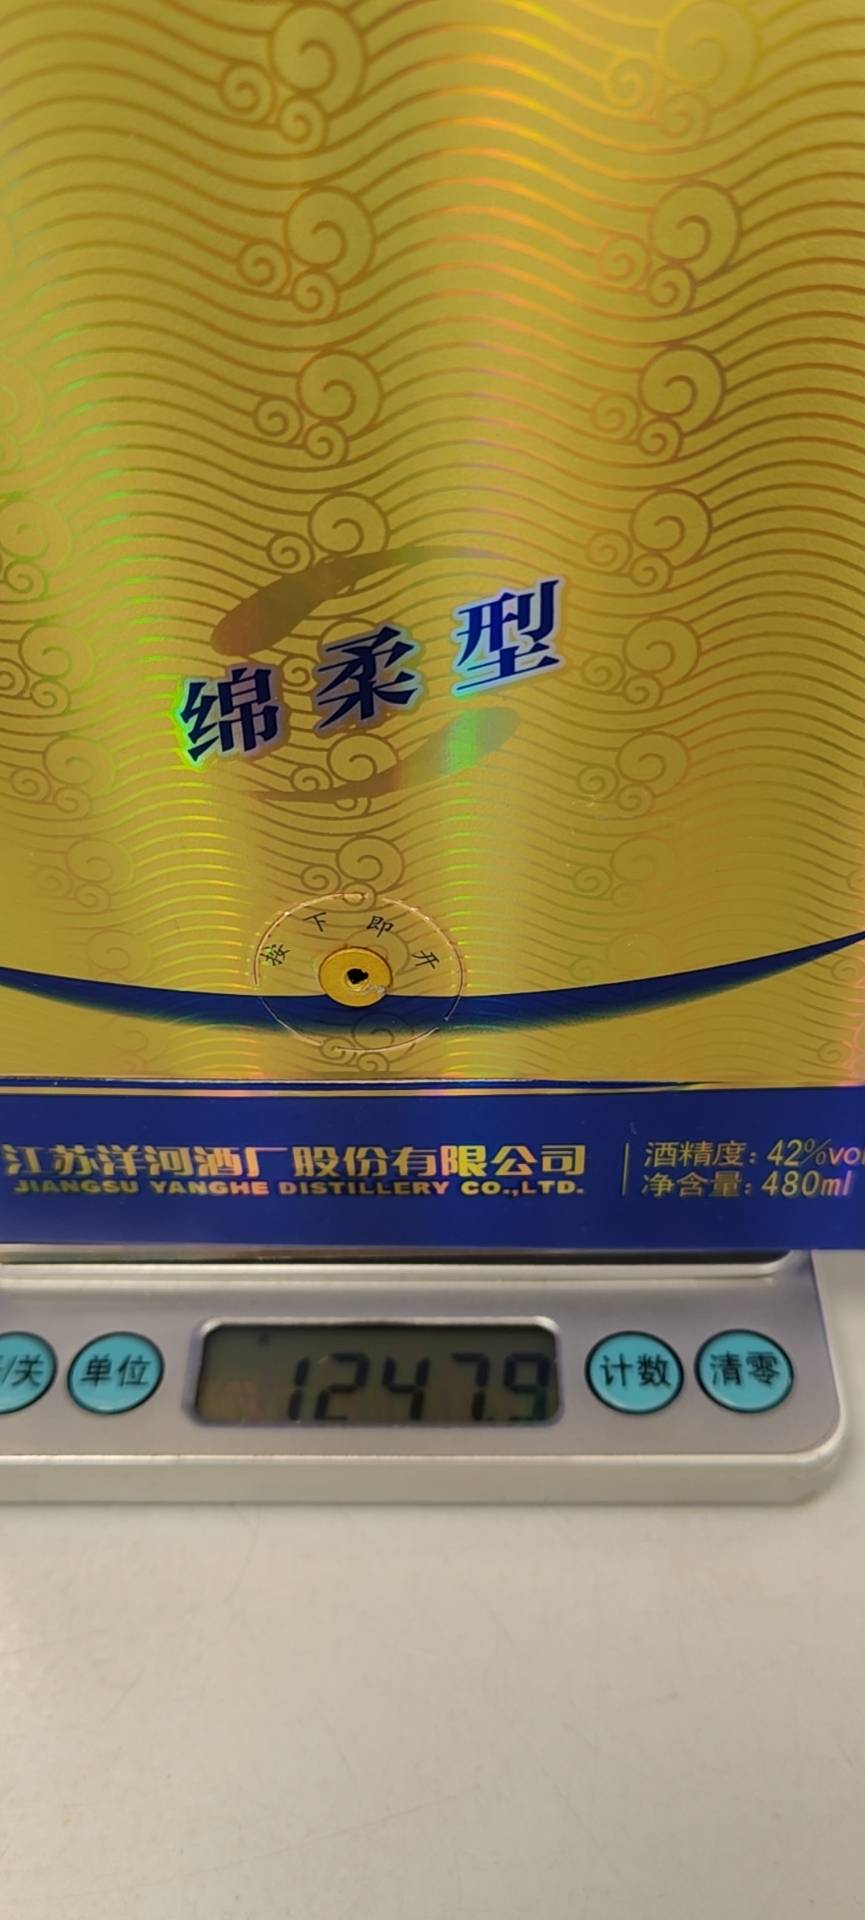 绵柔型
按下即开
江苏洋河酒厂股份有限公司
JIANGSU YANGHE DISTILLERY CO.,LTD.
酒精度:42%vol
净含量:480ml
/关
单位
1247.9
计数
清零